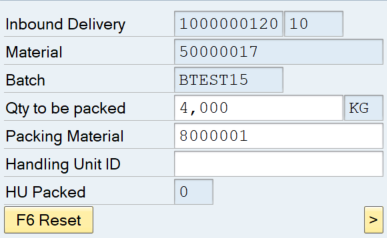 Inbound Delivery 1000000120 10
Material 50000017
Batch BTEST15
Qty to be packed 4,000 KG
Packing Material 8000001
Handling Unit ID
HU Packed 0
F6 Reset >